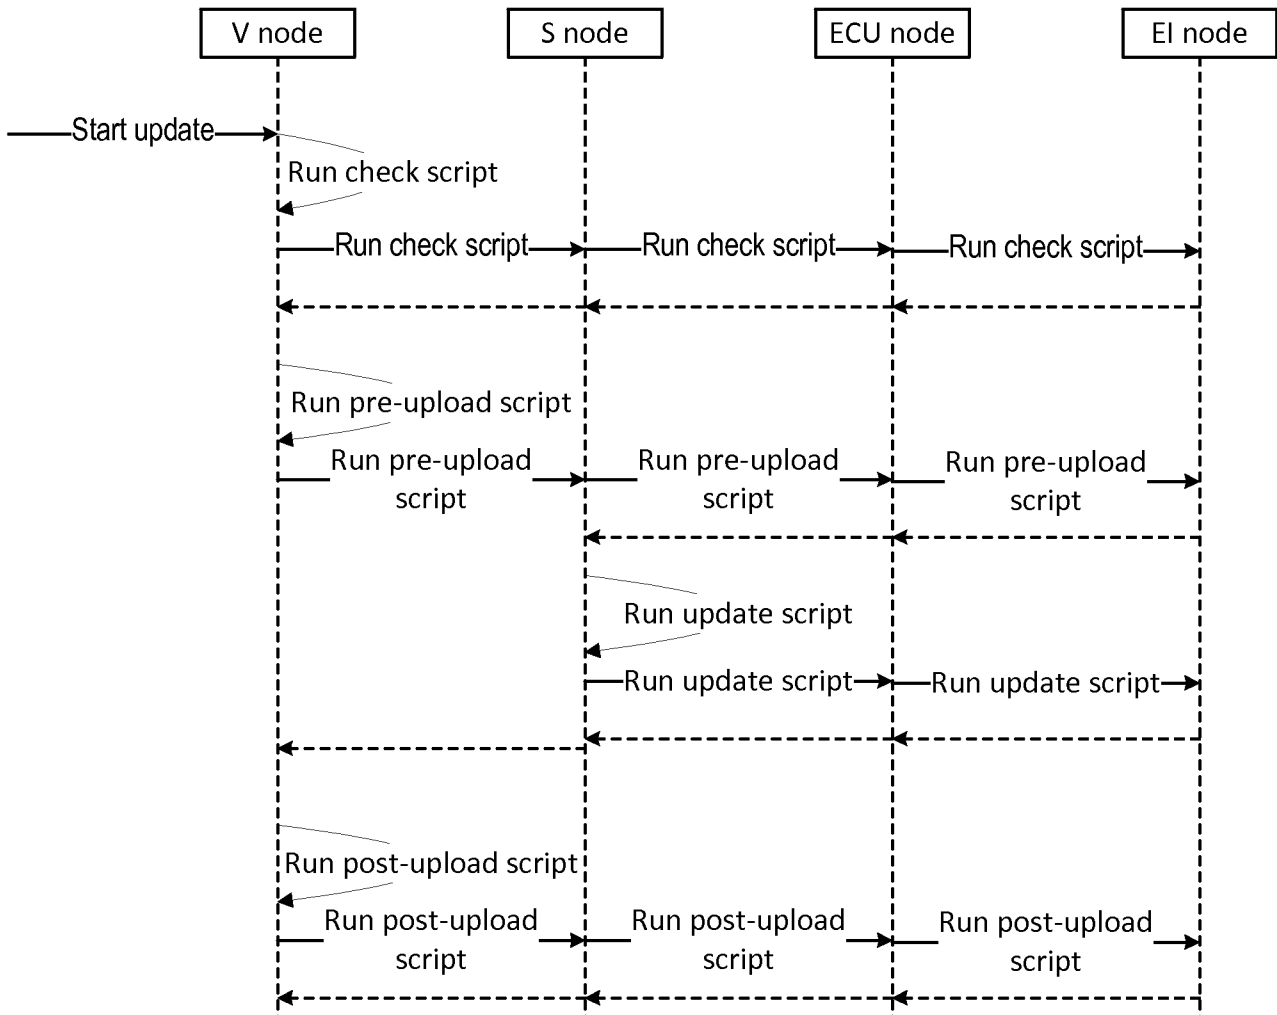 V node
S node
ECU node
EI node
Start update
Run check script
Run check script
Run check script
Run check script
Run pre-upload script
Run pre-upload
script
Run pre-upload
script
Run pre-upload
script
Run update script
Run update script
Run update script
Run post-upload script
Run post-upload
script
Run post-upload
script
Run post-upload
script